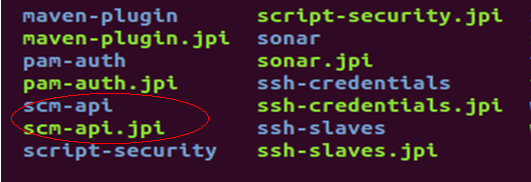 maven-plugin script-security.jpi
maven-plugin.jpi sonar
pam-auth sonar.jpi
pam-auth.jpi ssh-credentials
scm-api ssh-credentials.jpi
scm-api.jpi ssh-slaves
script-security ssh-slaves.jpi